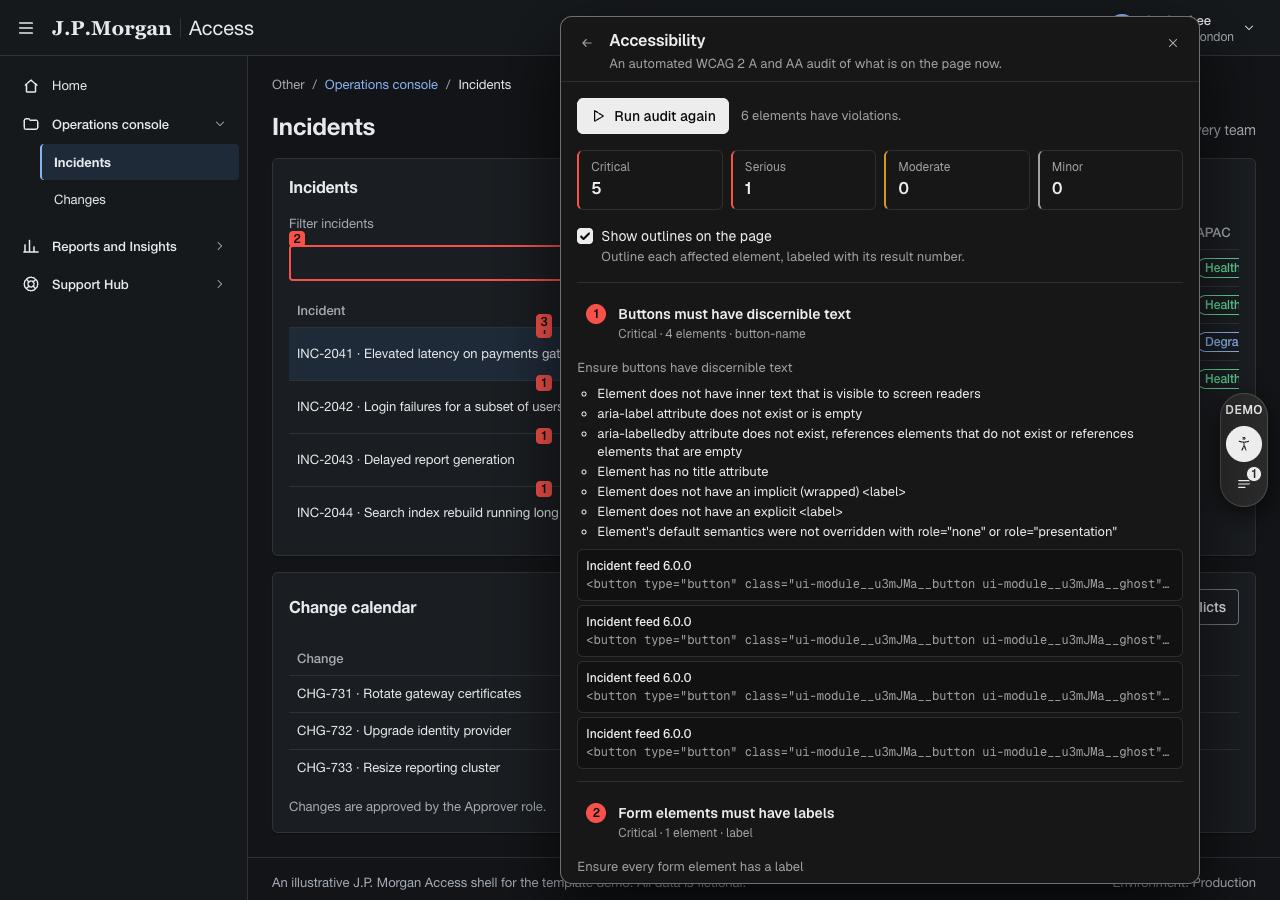 J.P.Morgan Access
Home
Operations console
Incidents
Changes
Reports and Insights
Support Hub
Other / Operations console / Incidents
Incidents
Incidents
Filter incidents
2
Incident
3
INC-2041 · Elevated latency on payments gat
1
INC-2042 · Login failures for a subset of users
1
INC-2043 · Delayed report generation
1
INC-2044 · Search index rebuild running long
Change calendar
Change
CHG-731 · Rotate gateway certificates
CHG-732 · Upgrade identity provider
CHG-733 · Resize reporting cluster
Changes are approved by the Approver role.
An illustrative J.P. Morgan Access shell for the template demo. All data is fictional.
Environment: Production
Accessibility
An automated WCAG 2 A and AA audit of what is on the page now.
Run audit again
6 elements have violations.
Critical
5
Serious
1
Moderate
0
Minor
0
Show outlines on the page
Outline each affected element, labeled with its result number.
1 Buttons must have discernible text
Critical · 4 elements · button-name
Ensure buttons have discernible text
Element does not have inner text that is visible to screen readers
aria-label attribute does not exist or is empty
aria-labelledby attribute does not exist, references elements that do not exist or references
elements that are empty
Element has no title attribute
Element does not have an implicit (wrapped) <label>
Element does not have an explicit <label>
Element's default semantics were not overridden with role="none" or role="presentation"
Incident feed 6.0.0
<button type="button" class="ui-module__u3mJMa__button ui-module__u3mJMa__ghost"…
Incident feed 6.0.0
<button type="button" class="ui-module__u3mJMa__button ui-module__u3mJMa__ghost"…
Incident feed 6.0.0
<button type="button" class="ui-module__u3mJMa__button ui-module__u3mJMa__ghost"…
Incident feed 6.0.0
<button type="button" class="ui-module__u3mJMa__button ui-module__u3mJMa__ghost"…
2 Form elements must have labels
Critical · 1 element · label
Ensure every form element has a label
ee
ondon
very team
APAC
Health
Health
Degra
Health
DEMO
1
licts